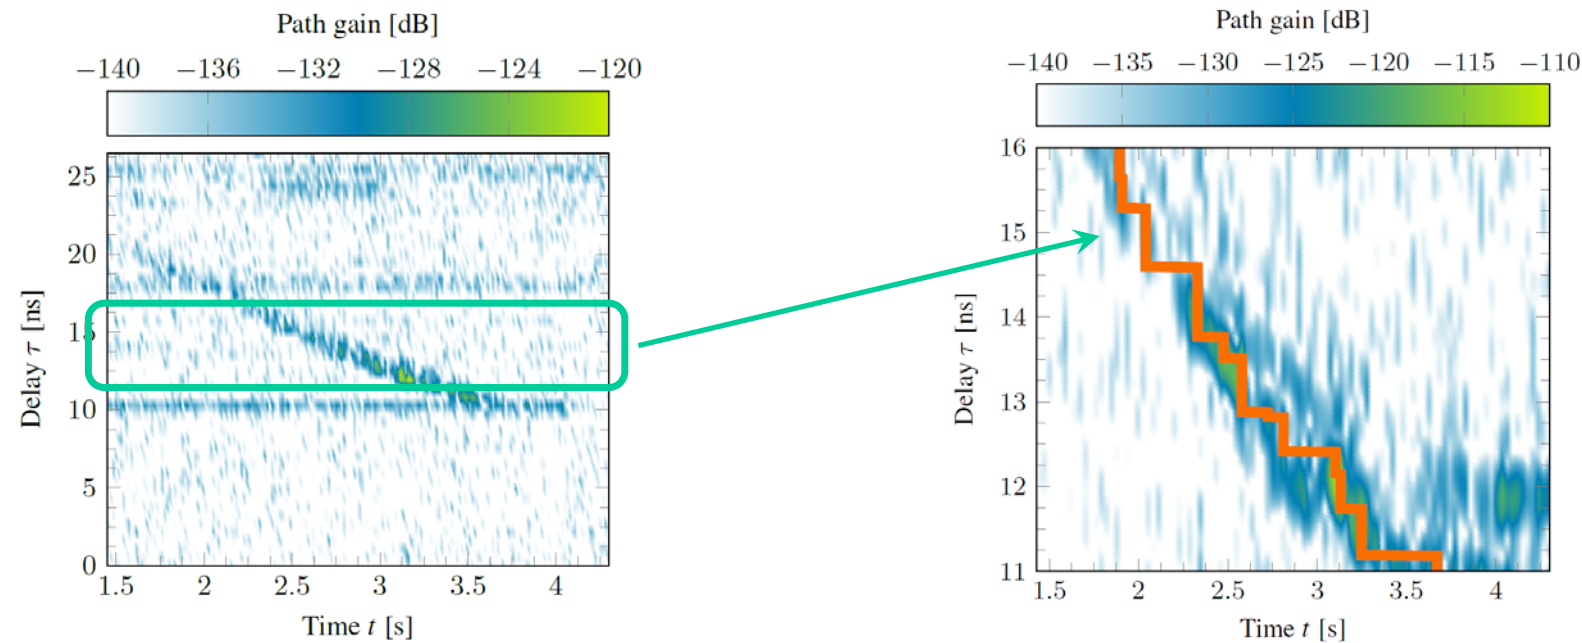 Path gain [dB]
−140 −136 −132 −128 −124 −120
25
20
15
10
5
0
Delay τ [ns]
1.5 2 2.5 3 3.5 4
Time t [s]
Path gain [dB]
−140 −135 −130 −125 −120 −115 −110
16
15
14
13
12
11
Delay τ [ns]
1.5 2 2.5 3 3.5 4
Time t [s]